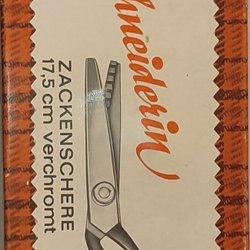 hneiderin
ZACKENSCHERE
17,5 cm verchromt